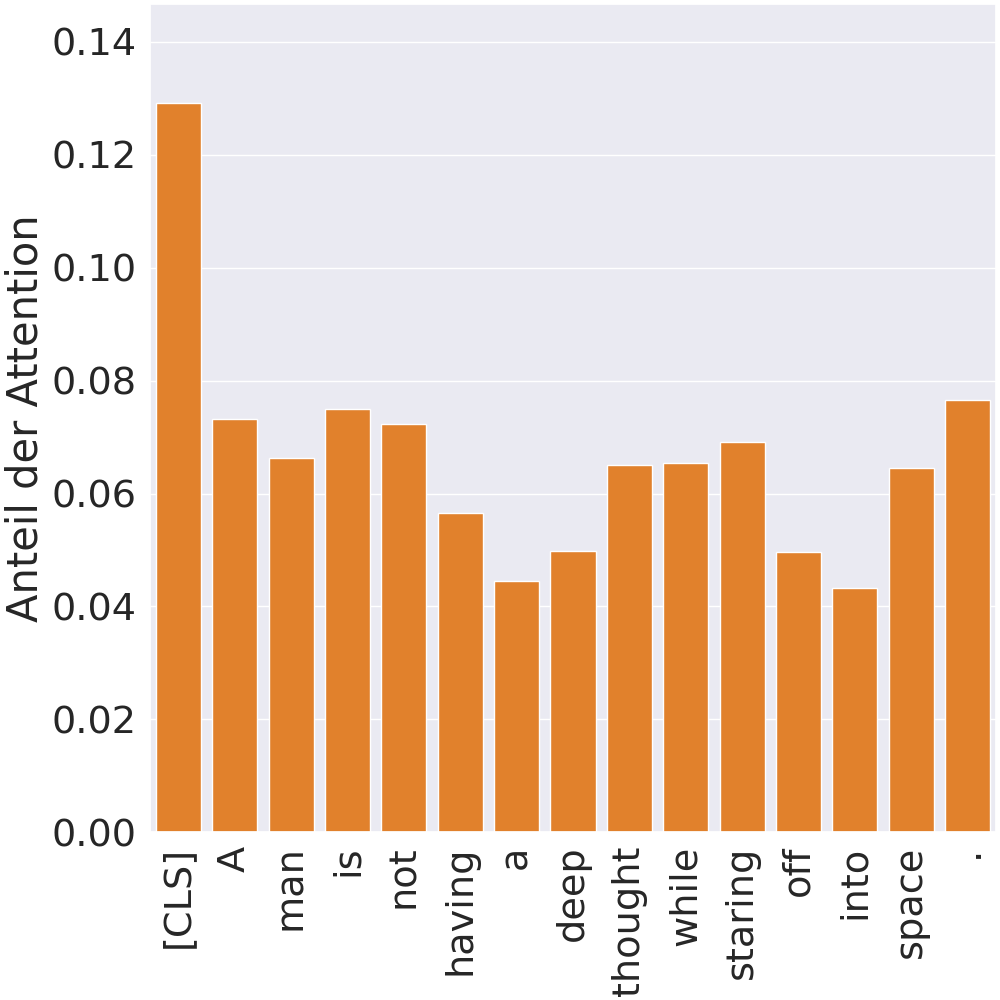 Anteil der Attention
0.14
0.12
0.10
0.08
0.06
0.04
0.02
0.00
[CLS]
A
man
is
not
having
a
deep
thought
while
staring
off
into
space
.